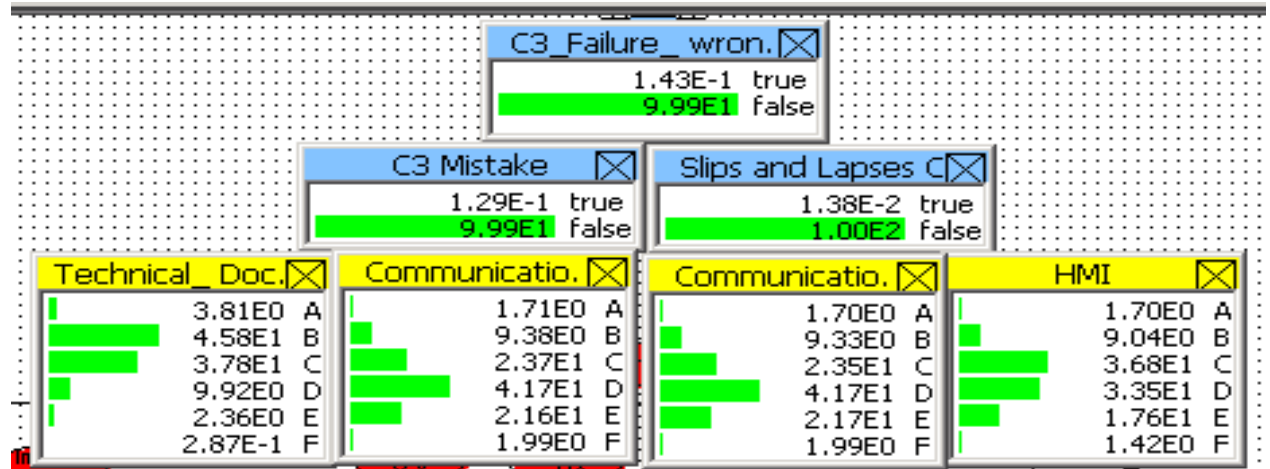 C3_Failure_ wron.
1.43E-1 true
9.99E1 false
C3 Mistake
1.29E-1 true
9.99E1 false
Slips and Lapses C
1.38E-2 true
1.00E2 false
Technical_ Doc.
3.81E0 A
4.58E1 B
3.78E1 C
9.92E0 D
2.36E0 E
2.87E-1 F
Communicatio.
1.71E0 A
9.38E0 B
2.37E1 C
4.17E1 D
2.16E1 E
1.99E0 F
Communicatio.
1.70E0 A
9.33E0 B
2.35E1 C
4.17E1 D
2.17E1 E
1.99E0 F
HMI
1.70E0 A
9.04E0 B
3.68E1 C
3.35E1 D
1.76E1 E
1.42E0 F